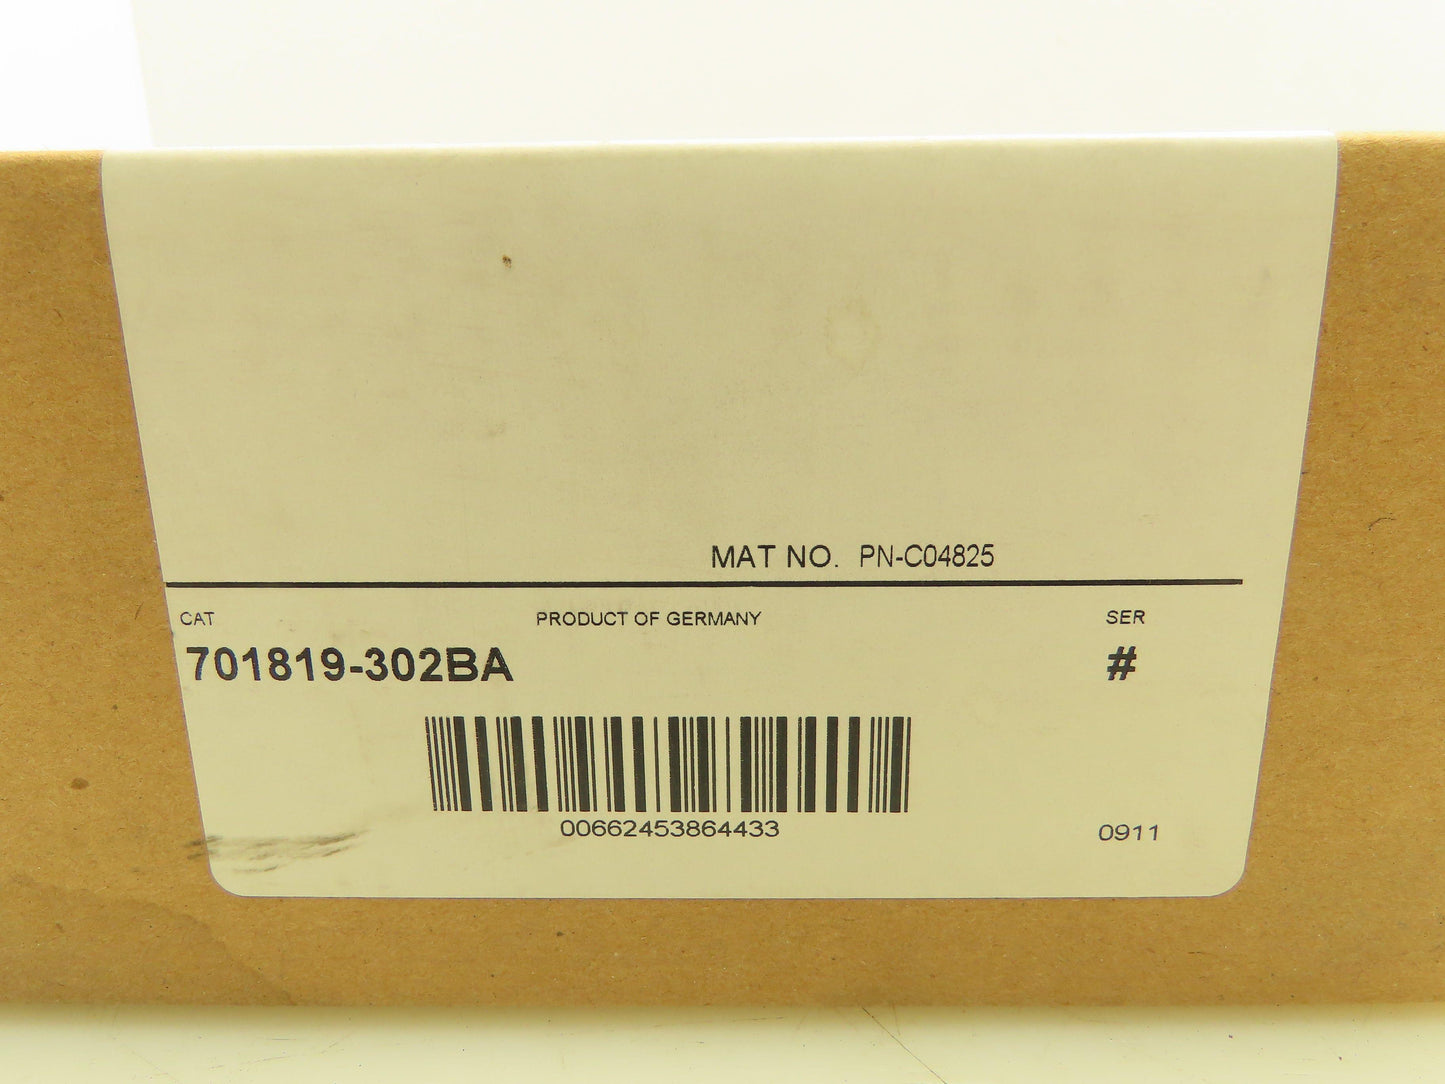 MAT NO. PN-C04825
CAT PRODUCT OF GERMANY SER
701819-302BA #
00662453864433
0911